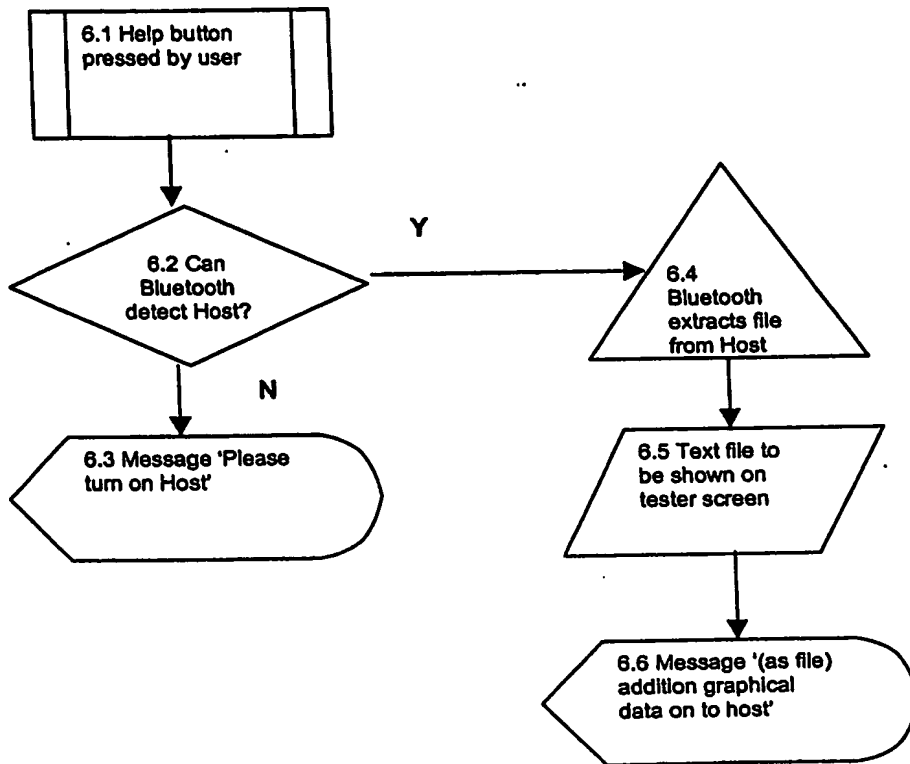 6.1 Help button
pressed by user
6.2 Can
Bluetooth
detect Host?
Y
N
6.3 Message 'Please
turn on Host'
6.4
Bluetooth
extracts file
from Host
6.5 Text file to
be shown on
tester screen
6.6 Message '(as file)
addition graphical
data on to host'